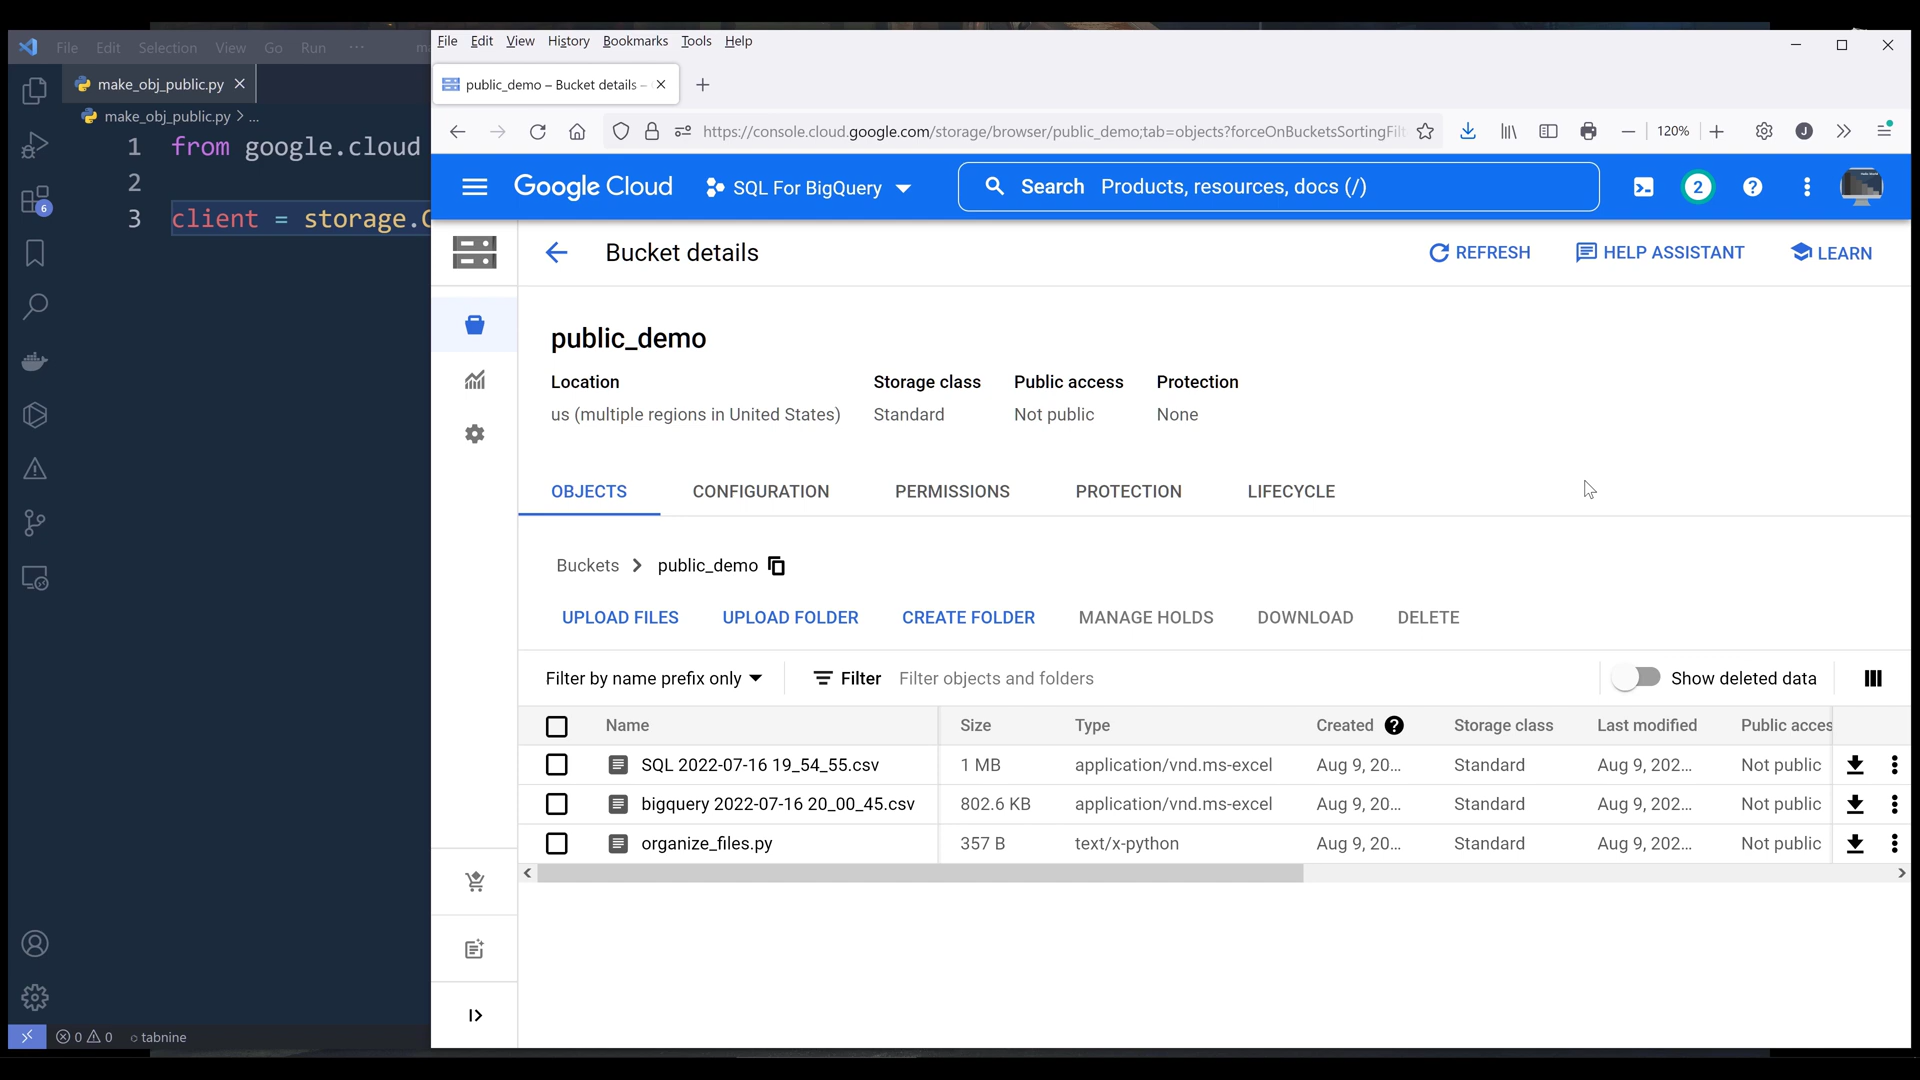 File Edit Selection View Go Run ···
make_obj_public.py
make_obj_public.py > ...
1 from google.cloud
2
3 client = storage.
6
0 0 tabnine
File Edit View History Bookmarks Tools Help
public_demo – Bucket details –
https://console.cloud.google.com/storage/browser/public_demo;tab=objects?forceOnBucketsSortingFilt
120%
J
Google Cloud SQL For BigQuery Search Products, resources, docs (/) 2
Bucket details REFRESH HELP ASSISTANT LEARN
public_demo
Location Storage class Public access Protection
us (multiple regions in United States) Standard Not public None
OBJECTS CONFIGURATION PERMISSIONS PROTECTION LIFECYCLE
Buckets > public_demo
UPLOAD FILES UPLOAD FOLDER CREATE FOLDER MANAGE HOLDS DOWNLOAD DELETE
Filter by name prefix only Filter Filter objects and folders Show deleted data
Name Size Type Created Storage class Last modified Public acces
SQL 2022-07-16 19_54_55.csv 1 MB application/vnd.ms-excel Aug 9, 20... Standard Aug 9, 202... Not public
bigquery 2022-07-16 20_00_45.csv 802.6 KB application/vnd.ms-excel Aug 9, 20... Standard Aug 9, 202... Not public
organize_files.py 357 B text/x-python Aug 9, 20... Standard Aug 9, 202... Not public